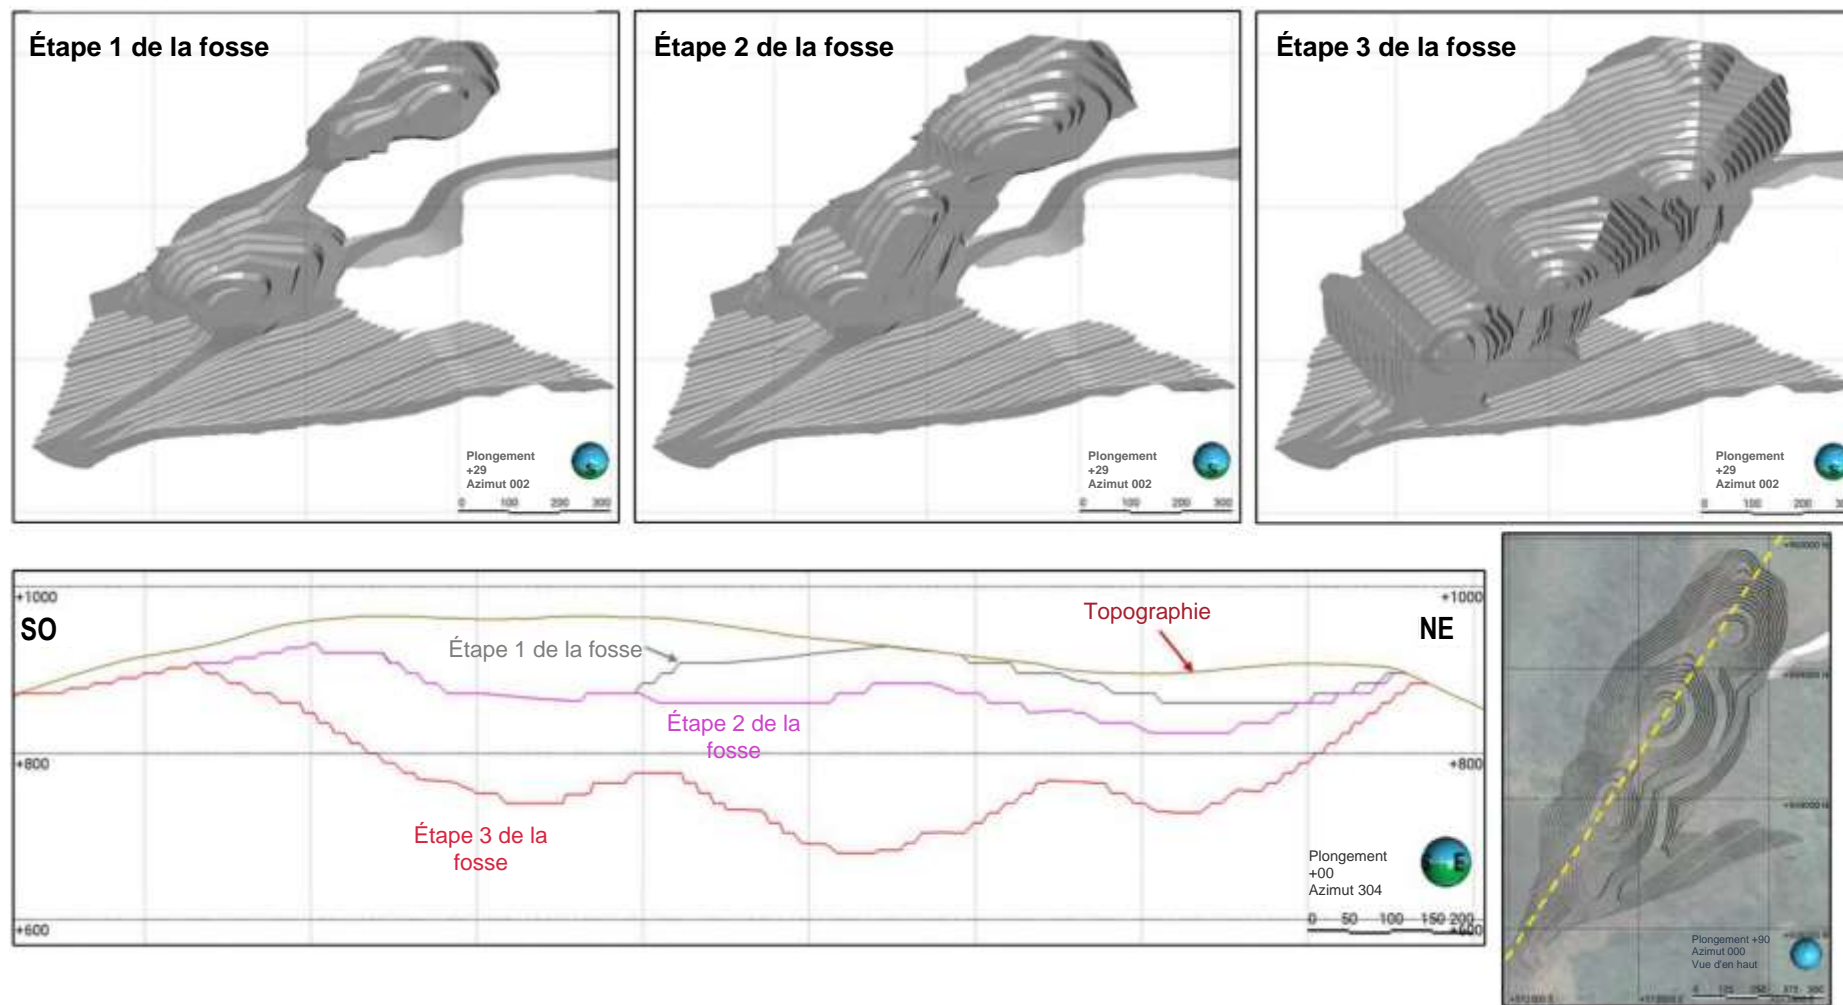 Étape 1 de la fosse
Plongement
+29
Azimut 002
0 100 200 300
Étape 2 de la fosse
Plongement
+29
Azimut 002
0 100 200 300
Étape 3 de la fosse
Plongement
+29
Azimut 002
0 100 200
+1000
+1000
SO
NE
Topographie
Étape 1 de la fosse
Étape 2 de la
fosse
+800
+800
Étape 3 de la
fosse
Plongement
+00
Azimut 304
E
0 50 100 150 200
+600
+600
Plongement +90
Azimut 000
Vue d'en haut